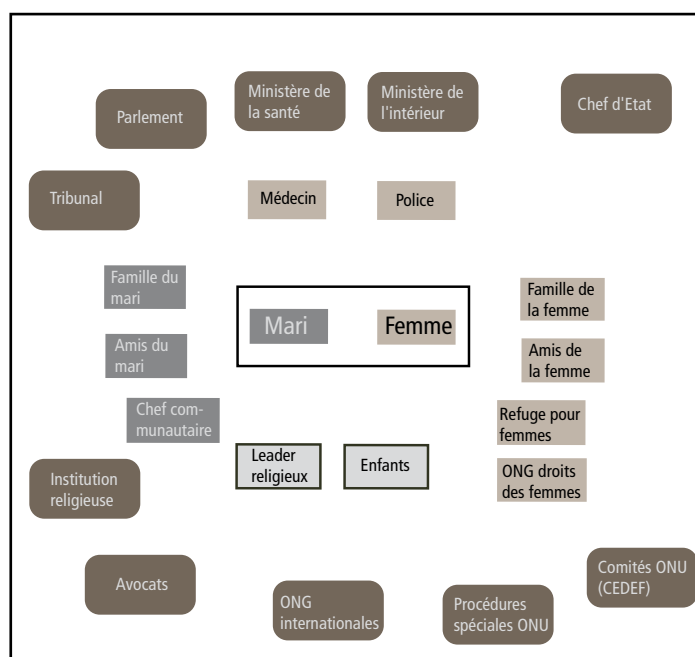 Parlement
Ministère de
la santé
Ministère de
l'intérieur
Chef d'Etat
Tribunal
Médecin
Police
Famille du
mari
Mari
Femme
Famille de
la femme
Amis du
mari
Amis de
la femme
Chef com-
munautaire
Refuge pour
femmes
Leader
religieux
Enfants
Institution
religieuse
ONG droits
des femmes
Avocats
ONG
internationales
Procédures
spéciales ONU
Comités ONU
(CEDEF)